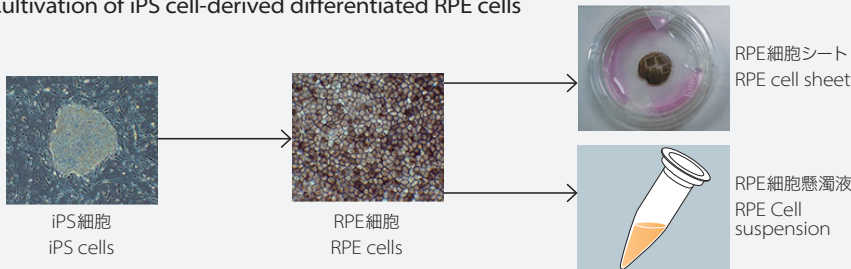 ultivation of iPS cell-derived differentiated RPE cells
RPE細胞シート
RPE cell sheet
iPS細胞
iPS cells
RPE細胞
RPE cells
RPE細胞懸濁液
RPE Cell
suspension